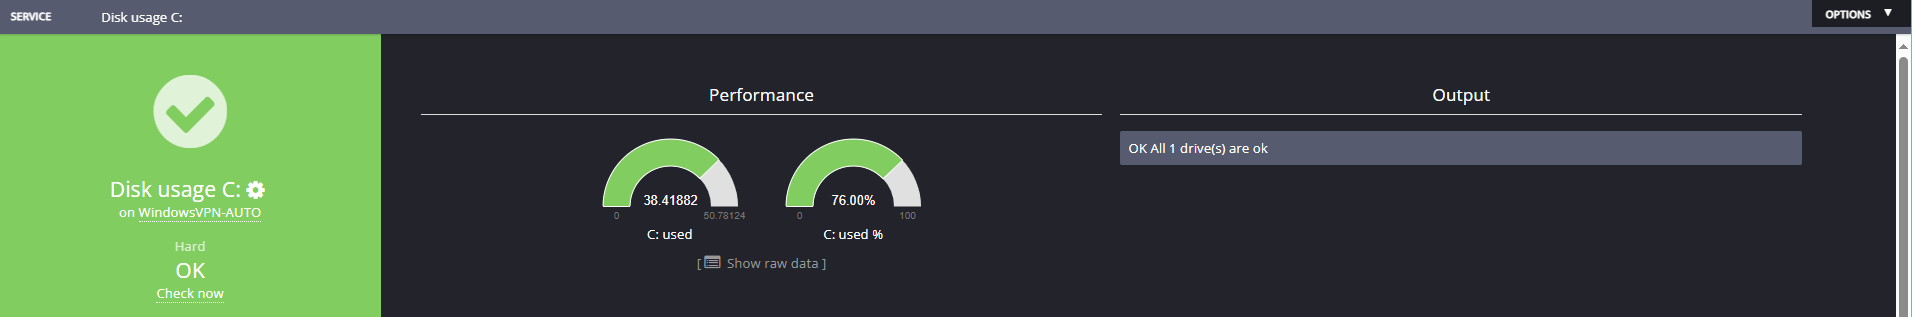 SERVICE
Disk usage C:
OPTIONS ▼
Disk usage C:
on WindowsVPN-AUTO
Hard
OK
Check now
Performance
38.41882
0
50.78124
C: used
76.00%
0
100
C: used %
[ Show raw data ]
Output
OK All 1 drive(s) are ok